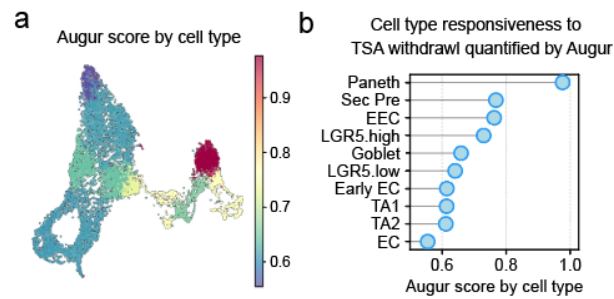 a
Augur score by cell type
0.9
0.8
0.7
0.6
b
Cell type responsiveness to
TSA withdrawl quantified by Augur
Paneth
Sec Pre
EEC
LGR5.high
Goblet
LGR5.low
Early EC
TA1
TA2
EC
0.6 0.8 1.0
Augur score by cell type